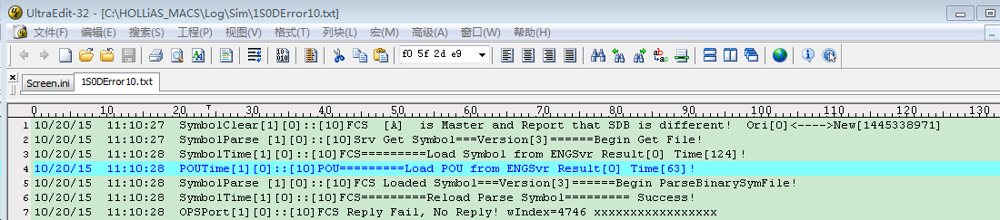 UltraEdit-32 - [C:\HOLLiAS_MACS\Log\Sim\1S0DError10.txt]
文件(F) 编辑(E) 搜索(S) 工程(P) 视图(V) 格式(T) 列块(L) 宏(M) 高级(A) 窗口(W) 帮助(H)
f0 5f 2d e9
Screen.ini 1S0DError10.txt
0 10 20 30 40 50 60 70 80 90 100 110 120 130
1 10/20/15 11:10:27 SymbolClear[1][0]::[10]FCS [A] is Master and Report that SDB is different! Ori[0]<---->New[1445338971]
2 10/20/15 11:10:27 SymbolParse [1][0]::[10]Srv Get Symbol===Version[3]======Begin Get File!
3 10/20/15 11:10:28 SymbolTime[1][0]::[10]FCS=========Load Symbol from ENGSvr Result[0] Time[124]!
4 10/20/15 11:10:28 POUTime[1][0]::[10]POU=========Load POU from ENGSvr Result[0] Time[63]!
5 10/20/15 11:10:28 SymbolParse [1][0]::[10]FCS Loaded Symbol===Version[3]======Begin ParseBinarySymFile!
6 10/20/15 11:10:28 SymbolTime[1][0]::[10]FCS=========Reload Parse Symbol========= Success!
7 10/20/15 11:10:28 OPSPort[1][0]::[10]FCS Reply Fail, No Reply! wIndex=4746 xxxxxxxxxxxxxxxxx